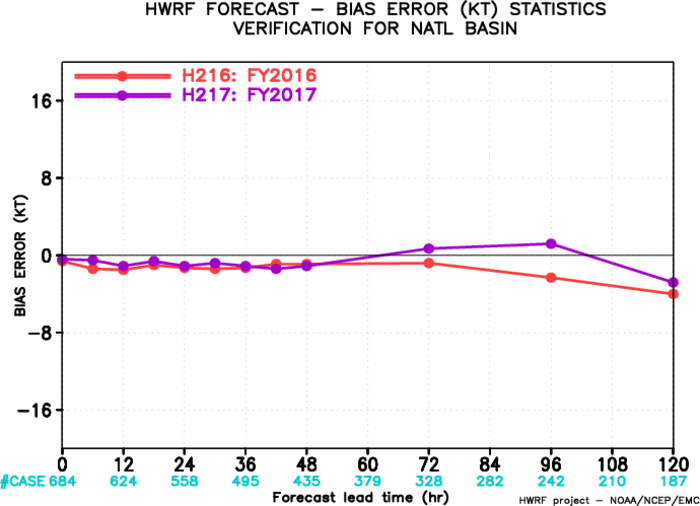 HWRF FORECAST – BIAS ERROR (KT) STATISTICS
VERIFICATION FOR NATL BASIN
H216: FY2016
H217: FY2017
16
8
0
−8
−16
BIAS ERROR (KT)
0 12 24 36 48 60 72 84 96 108 120
#CASE 684 624 558 495 435 379 328 282 242 210 187
Forecast lead time (hr)
HWRF project – NOAA/NCEP/EMC